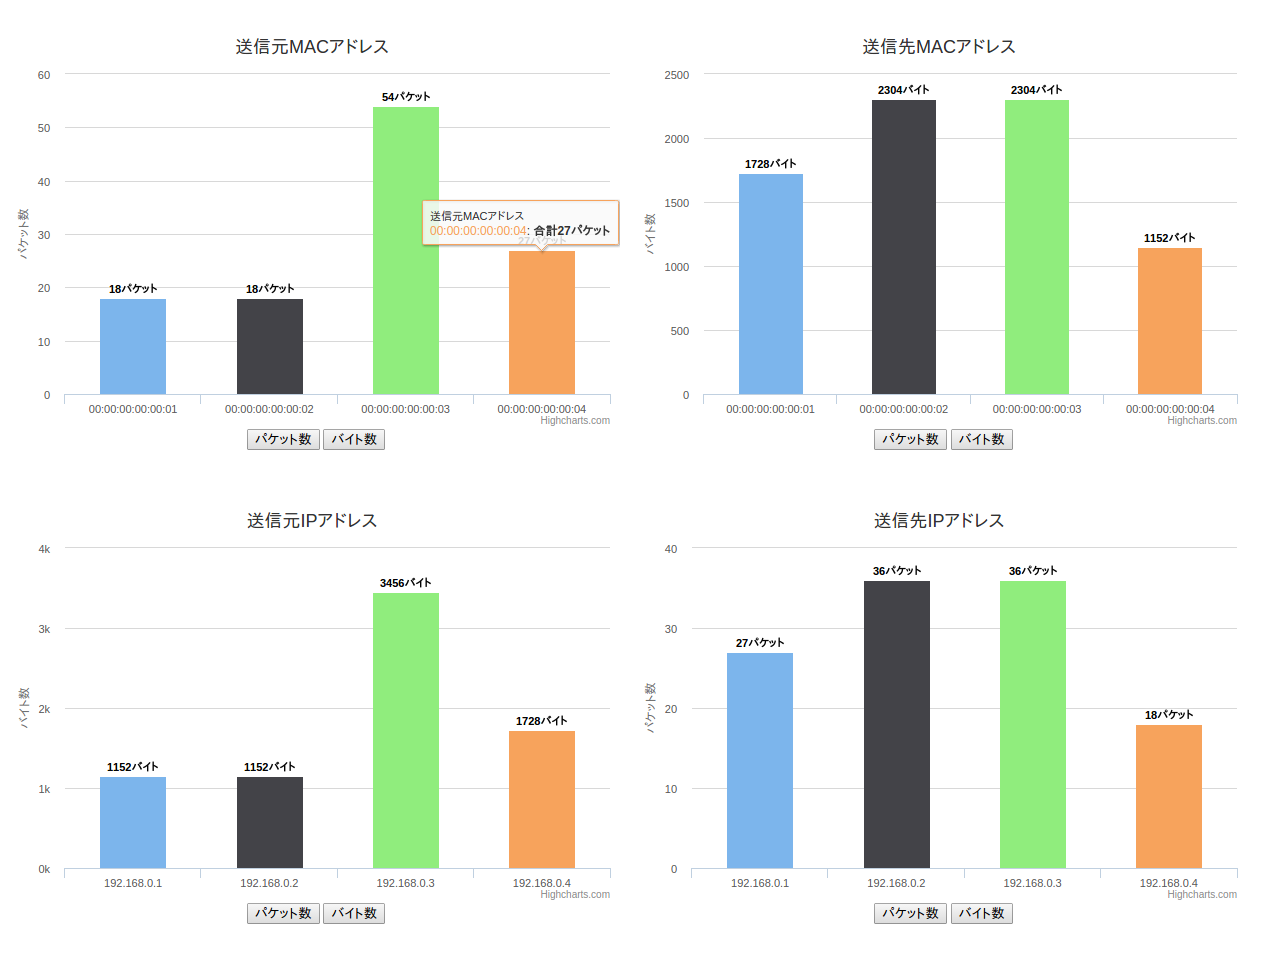 送信元MACアドレス
60
50
40
30
20
10
0
パケット数
18パケット
18パケット
54パケット
27パケット
送信元MACアドレス
00:00:00:00:00:04: 合計27パケット
00:00:00:00:00:01
00:00:00:00:00:02
00:00:00:00:00:03
00:00:00:00:00:04
Highcharts.com
パケット数 バイト数
送信先MACアドレス
2500
2000
1500
1000
500
0
バイト数
1728バイト
2304バイト
2304バイト
1152バイト
00:00:00:00:00:01
00:00:00:00:00:02
00:00:00:00:00:03
00:00:00:00:00:04
Highcharts.com
パケット数 バイト数
送信元IPアドレス
4k
3k
2k
1k
0k
バイト数
1152バイト
1152バイト
3456バイト
1728バイト
192.168.0.1
192.168.0.2
192.168.0.3
192.168.0.4
Highcharts.com
パケット数 バイト数
送信先IPアドレス
40
30
20
10
0
パケット数
27パケット
36パケット
36パケット
18パケット
192.168.0.1
192.168.0.2
192.168.0.3
192.168.0.4
Highcharts.com
パケット数 バイト数